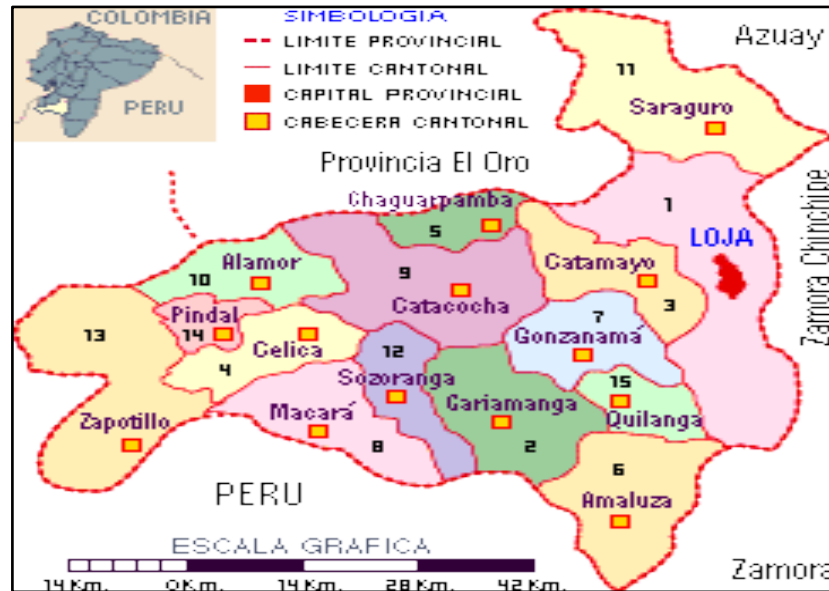 COLOMBIA
PERU
SIMBOLOGIA
LIMITE PROVINCIAL
LIMITE CANTONAL
CAPITAL PROVINCIAL
CABECERA CANTONAL
Azuay
11
Saraguro
Provincia El Oro
Zamora Chinchipe
Chaguarpamba
5
1
LOJA
10
Alamor
9
Catacocha
Catamayo
3
13
Pindal
14
Celica
4
7
Gonzanamá
12
Sozoranga
15
Quilanga
Zapotillo
Macará
8
Cariamanga
2
6
Amaluza
PERU
ESCALA GRAFICA
14 Km.
0 Km.
14 Km.
28 Km.
42 Km.
Zamora